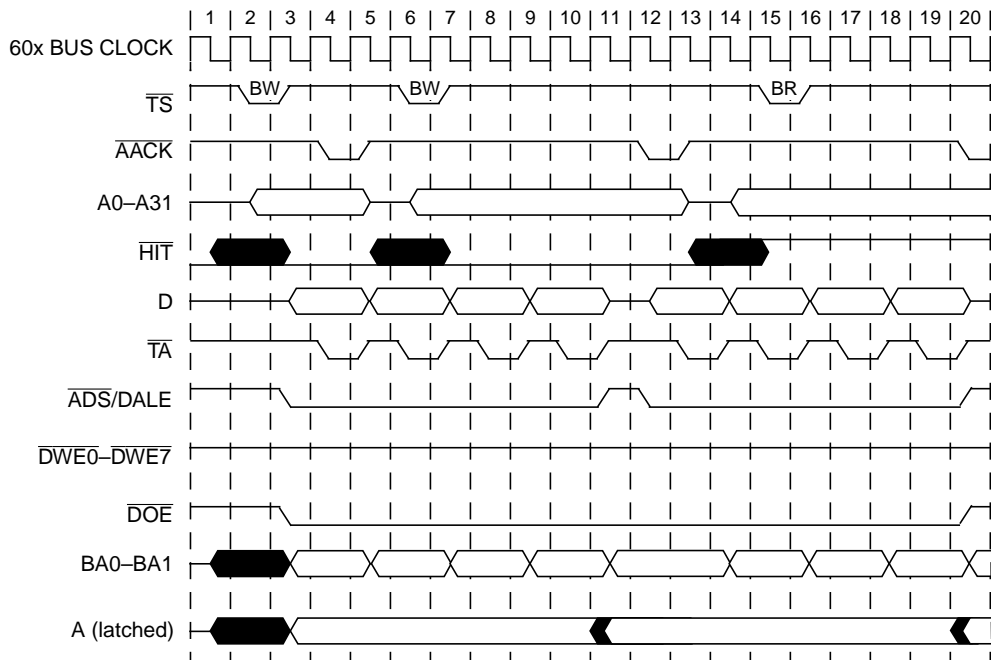 1 2 3 4 5 6 7 8 9 10 11 12 13 14 15 16 17 18 19 20
60x BUS CLOCK
TS BW BW BR
AACK
A0–A31
HIT
D
TA
ADS/DALE
DWE0–DWE7
DOE
BA0–BA1
A (latched)